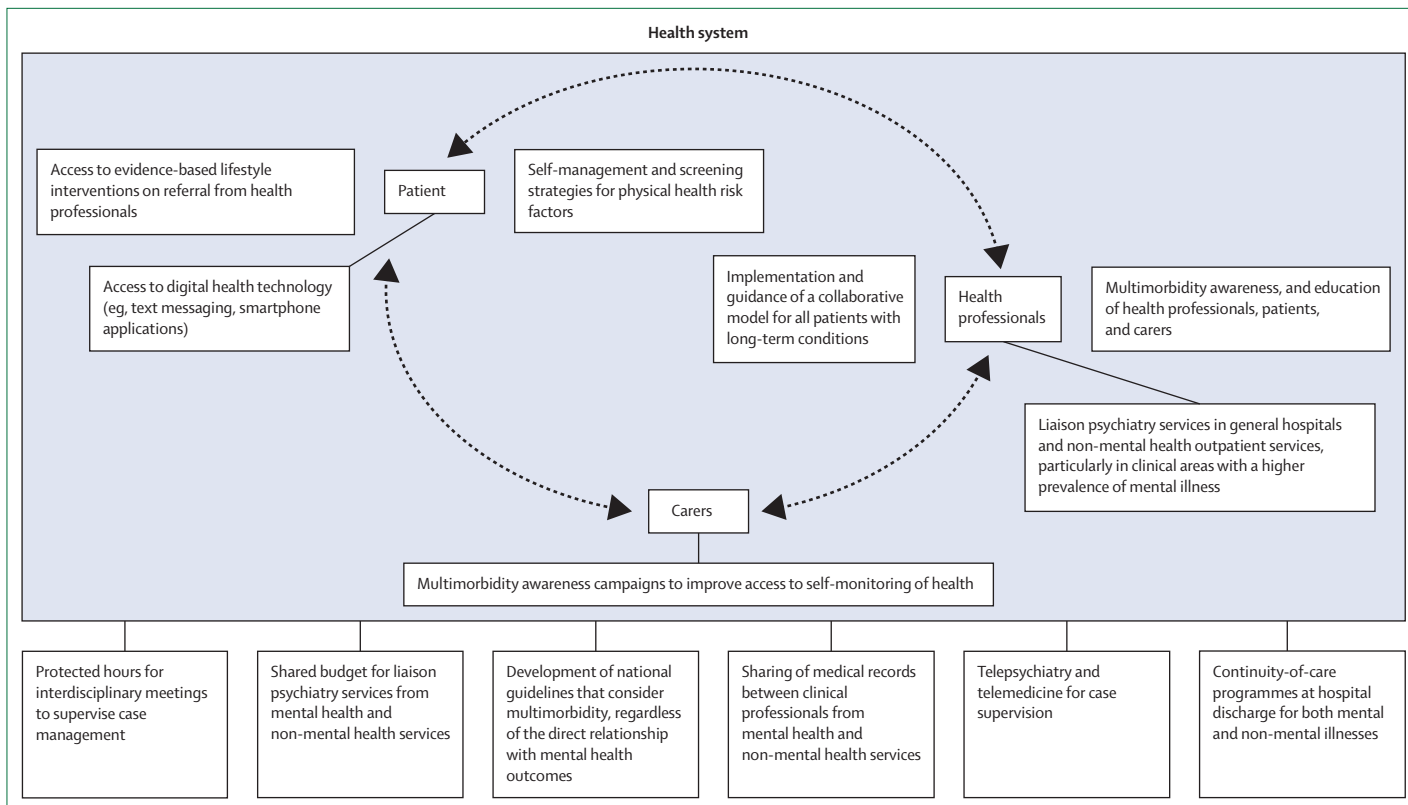 Health system
Access to evidence-based lifestyle
interventions on referral from health
professionals
Patient
Self-management and screening
strategies for physical health risk
factors
Access to digital health technology
(eg, text messaging, smartphone
applications)
Implementation and
guidance of a collaborative
model for all patients with
long-term conditions
Health
professionals
Multimorbidity awareness, and education
of health professionals, patients,
and carers
Liaison psychiatry services in general hospitals
and non-mental health outpatient services,
particularly in clinical areas with a higher
prevalence of mental illness
Carers
Multimorbidity awareness campaigns to improve access to self-monitoring of health
Protected hours for
interdisciplinary meetings
to supervise case
management
Shared budget for liaison
psychiatry services from
mental health and
non-mental health services
Development of national
guidelines that consider
multimorbidity, regardless
of the direct relationship
with mental health
outcomes
Sharing of medical records
between clinical
professionals from
mental health and
non-mental health services
Telepsychiatry and
telemedicine for case
supervision
Continuity-of-care
programmes at hospital
discharge for both mental
and non-mental illnesses